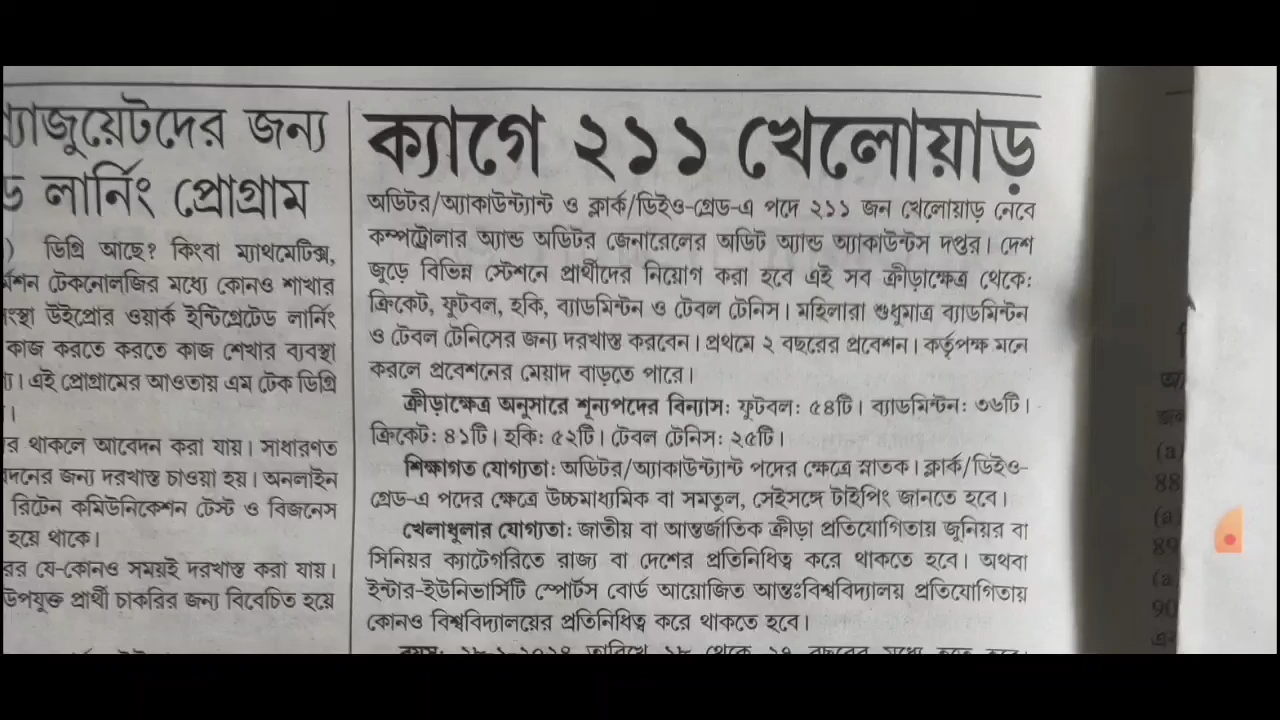 ্যাজুয়েটদের জন্য
ড লার্নিং প্রোগ্রাম
) ডিগ্রি আছে? কিংবা ম্যাথমেটিক্স,
র্মেশন টেকনোলজির মধ্যে কোনও শাখার
ংস্থা উইপ্রোর ওয়ার্ক ইন্টিগ্রেটেড লার্নিং
কাজ করতে করতে কাজ শেখার ব্যবস্থা
য়। এই প্রোগ্রামের আওতায় এম টেক ডিগ্রি
।
র থাকলে আবেদন করা যায়। সাধারণত
দনের জন্য দরখাস্ত চাওয়া হয়। অনলাইন
রিটেন কমিউনিকেশন টেস্ট ও বিজনেস
হয়ে থাকে।
রর যে-কোনও সময়ই দরখাস্ত করা যায়।
উপযুক্ত প্রার্থী চাকরির জন্য বিবেচিত হয়ে
ক্যাগে ২১১ খেলোয়াড়
অডিটর/অ্যাকাউন্ট্যান্ট ও ক্লার্ক/ডিইও-গ্রেড-এ পদে ২১১ জন খেলোয়াড় নেবে
কম্পট্রোলার অ্যান্ড অডিটর জেনারেলের অডিট অ্যান্ড অ্যাকাউন্টস দপ্তর। দেশ
জুড়ে বিভিন্ন স্টেশনে প্রার্থীদের নিয়োগ করা হবে এই সব ক্রীড়াক্ষেত্র থেকে:
ক্রিকেট, ফুটবল, হকি, ব্যাডমিন্টন ও টেবল টেনিস। মহিলারা শুধুমাত্র ব্যাডমিন্টন
ও টেবল টেনিসের জন্য দরখাস্ত করবেন। প্রথমে ২ বছরের প্রবেশন। কর্তৃপক্ষ মনে
করলে প্রবেশনের মেয়াদ বাড়তে পারে।
ক্রীড়াক্ষেত্র অনুসারে শূন্যপদের বিন্যাস: ফুটবল: ৫৪টি। ব্যাডমিন্টন: ৩৬টি।
ক্রিকেট: ৪১টি। হকি: ৫২টি। টেবল টেনিস: ২৫টি।
শিক্ষাগত যোগ্যতা: অডিটর/অ্যাকাউন্ট্যান্ট পদের ক্ষেত্রে স্নাতক। ক্লার্ক/ডিইও-
গ্রেড-এ পদের ক্ষেত্রে উচ্চমাধ্যমিক বা সমতুল, সেইসঙ্গে টাইপিং জানতে হবে।
খেলাধুলার যোগ্যতা: জাতীয় বা আন্তর্জাতিক ক্রীড়া প্রতিযোগিতায় জুনিয়র বা
সিনিয়র ক্যাটেগরিতে রাজ্য বা দেশের প্রতিনিধিত্ব করে থাকতে হবে। অথবা
ইন্টার-ইউনিভার্সিটি স্পোর্টস বোর্ড আয়োজিত আন্তঃবিশ্ববিদ্যালয় প্রতিযোগিতায়
কোনও বিশ্ববিদ্যালয়ের প্রতিনিধিত্ব করে থাকতে হবে।
(a)
88
(a)
89
(a
90